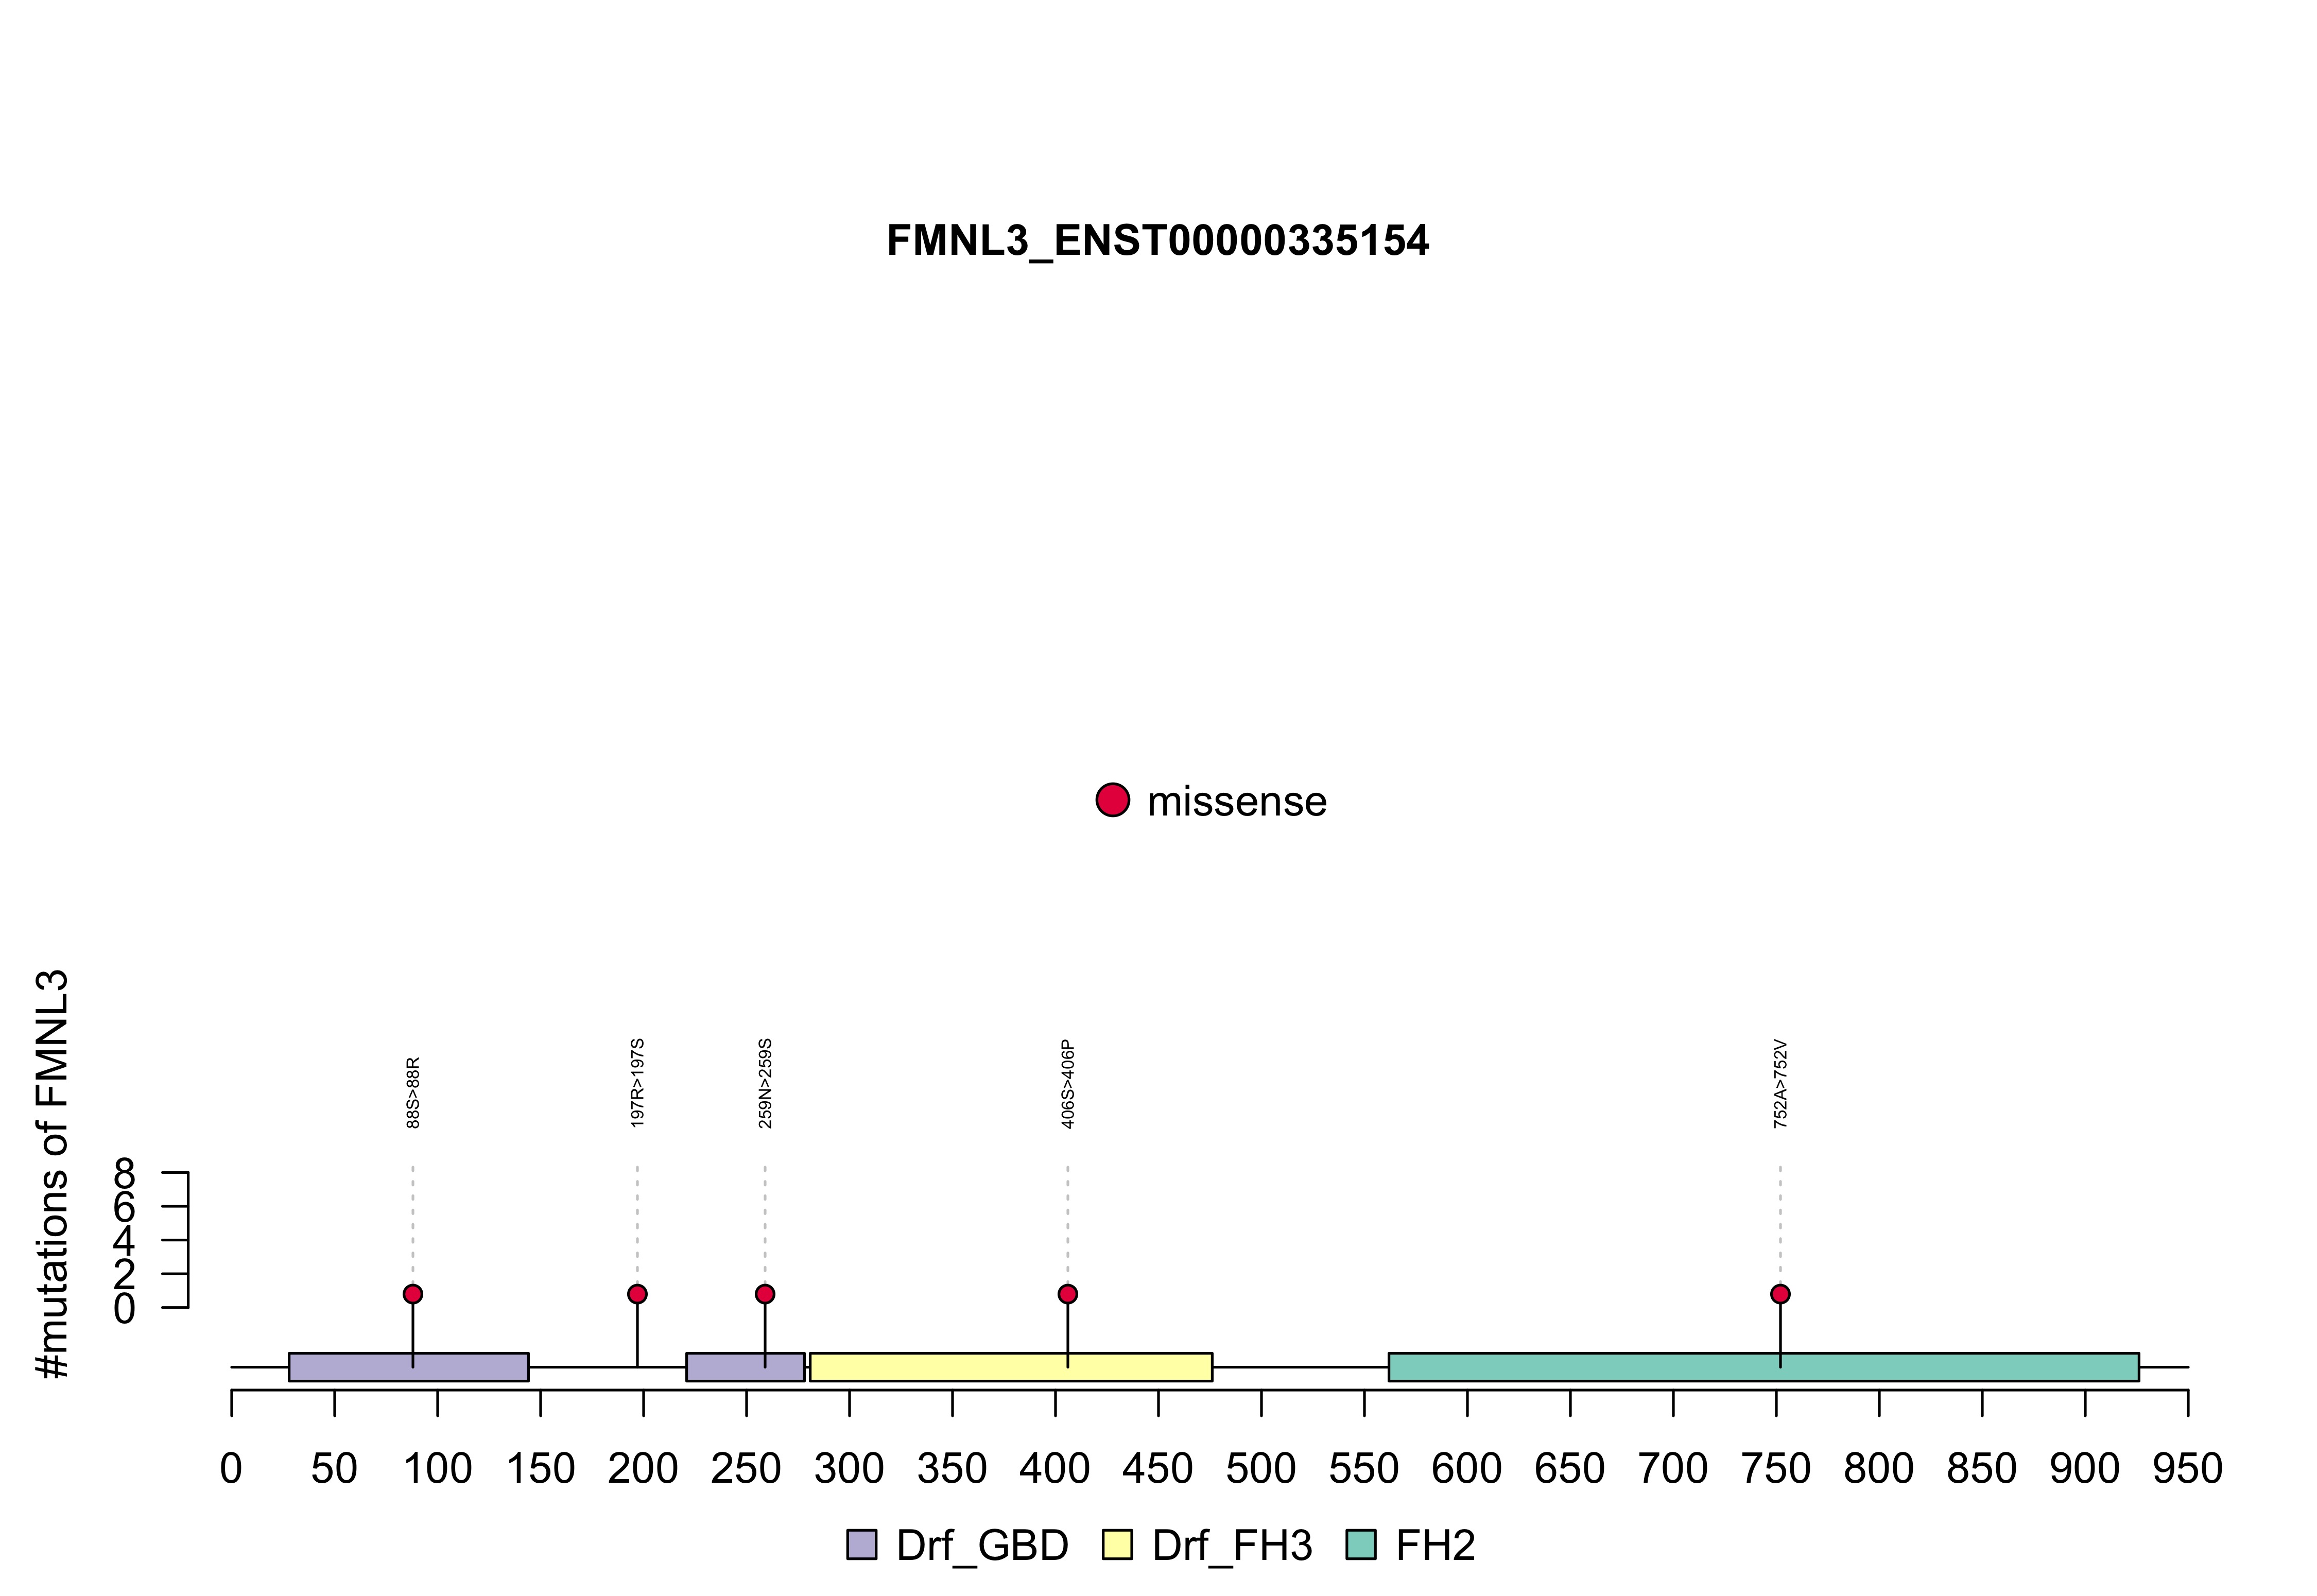 FMNL3_ENST00000335154
missense
#mutations of FMNL3
88S>88R
197R>197S
259N>259S
406S>406P
752A>752V
8
6
4
2
0
0 50 100 150 200 250 300 350 400 450 500 550 600 650 700 750 800 850 900 950
Drf_GBD Drf_FH3 FH2